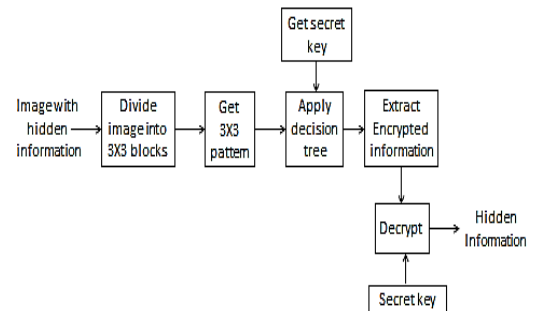 Get secret
key
Image with
hidden
information
Divide
image into
3X3 blocks
Get
3X3
pattern
Apply
decision
tree
Extract
Encrypted
information
Decrypt
Hidden
Information
Secret key